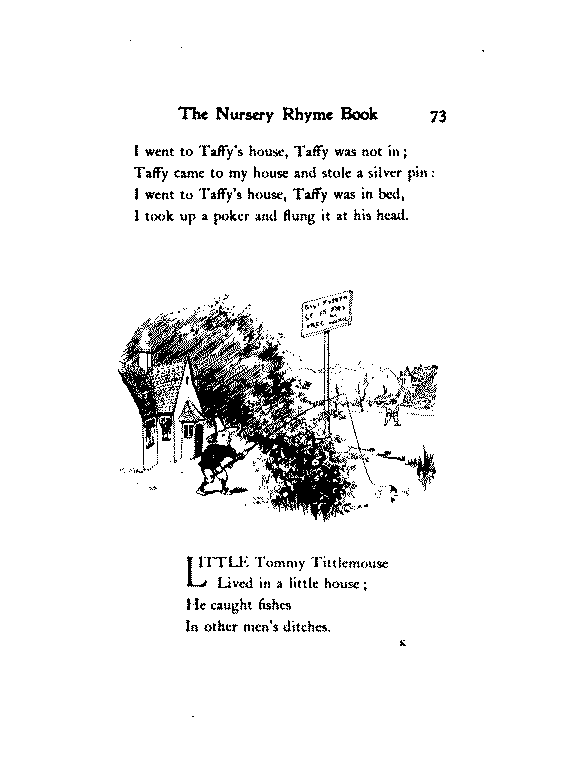 The Nursery Rhyme Book 73
I went to Taffy's house, Taffy was not in ;
Taffy came to my house and stole a silver pin :
I went to Taffy's house, Taffy was in bed,
I took up a poker and flung it at his head.
LITTLE Tommy Tittlemouse
Lived in a little house ;
He caught fishes
In other men's ditches.
K